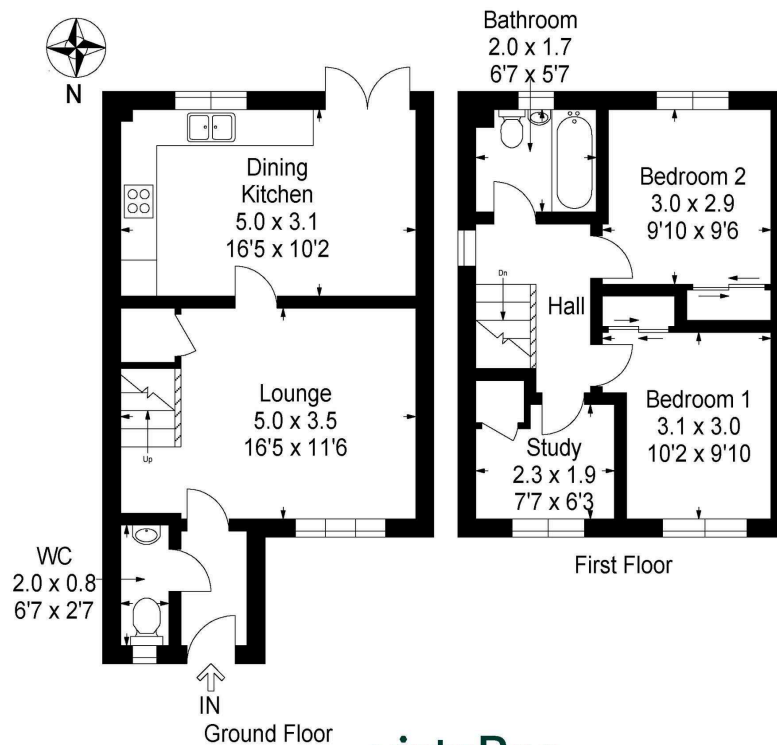 N
Dining
Kitchen
5.0 x 3.1
16'5 x 10'2
Lounge
5.0 x 3.5
16'5 x 11'6
Up
WC
2.0 x 0.8
6'7 x 2'7
IN
Ground Floor
Bathroom
2.0 x 1.7
6'7 x 5'7
Bedroom 2
3.0 x 2.9
9'10 x 9'6
Dn
Hall
Bedroom 1
3.1 x 3.0
10'2 x 9'10
Study
2.3 x 1.9
7'7 x 6'3
First Floor